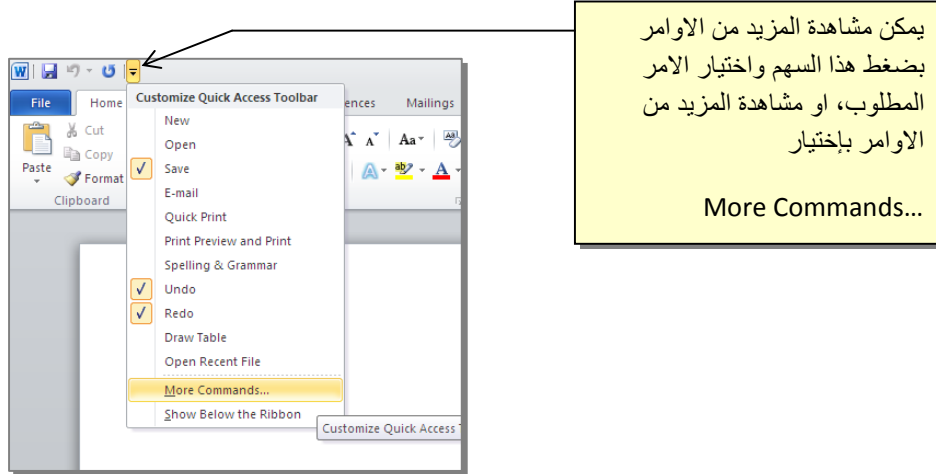 يمكن مشاهدة المزيد من الاوامر
بضغط هذا السهم واختيار الامر
المطلوب، او مشاهدة المزيد من
الاوامر بإختيار
More Commands...
File
Home
ences
Mailings
Customize Quick Access Toolbar
New
Open
Save
E-mail
Quick Print
Print Preview and Print
Spelling & Grammar
Undo
Redo
Draw Table
Open Recent File
More Commands...
Show Below the Ribbon
Customize Quick Access
Cut
Copy
Paste
Format
Clipboard
Aa
A